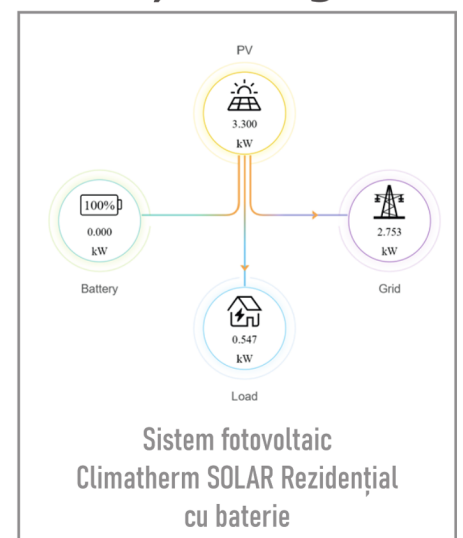 PV
3.300
kW
100%
0.000
kW
Battery
2.753
kW
Grid
0.547
kW
Load
Sistem fotovoltaic
Climatherm SOLAR Rezidențial
cu baterie